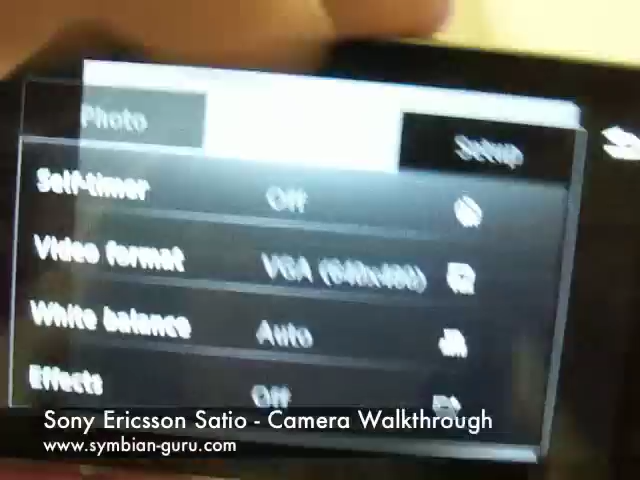 Photo
Setup
Self-timer Off
Video format VGA (640x480)
White balance Auto
Effects Off
Sony Ericsson Satio - Camera Walkthrough
www.symbian-guru.com